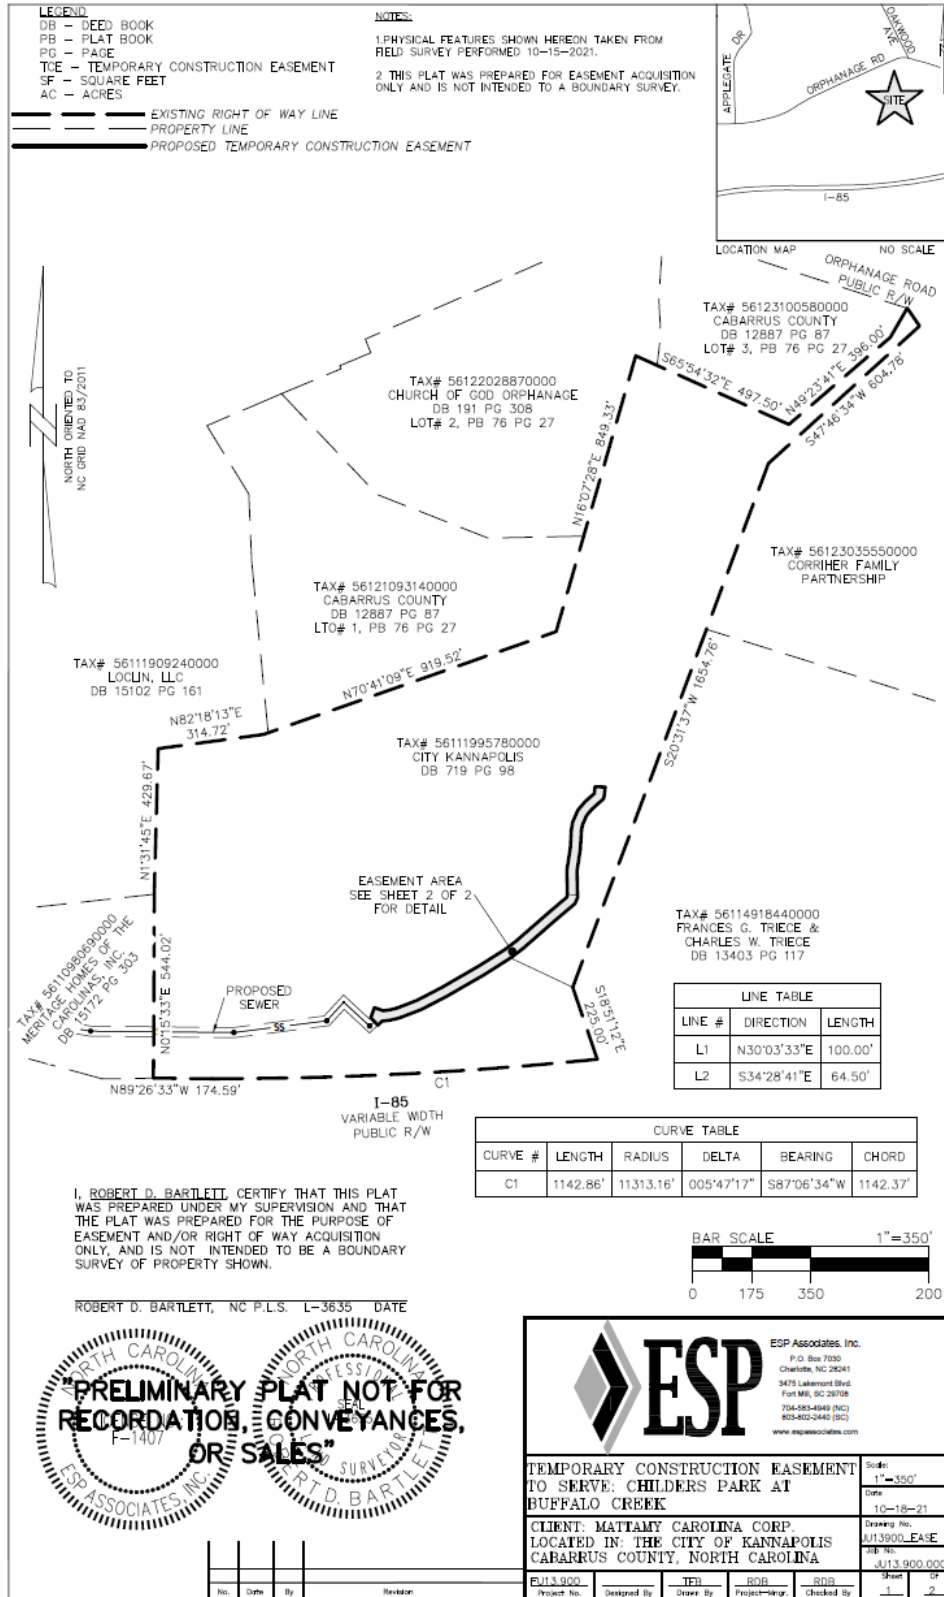 LEGEND
DB - DEED BOOK
PB - PLAT BOOK
PG - PAGE
TCE - TEMPORARY CONSTRUCTION EASEMENT
SF - SQUARE FEET
AC - ACRES
EXISTING RIGHT OF WAY LINE
PROPERTY LINE
PROPOSED TEMPORARY CONSTRUCTION EASEMENT
NOTES:
1.PHYSICAL FEATURES SHOWN HEREON TAKEN FROM
FIELD SURVEY PERFORMED 10-15-2021.
2 THIS PLAT WAS PREPARED FOR EASEMENT ACQUISITION
ONLY AND IS NOT INTENDED TO A BOUNDARY SURVEY.
APPLEGATE DR
ORPHANAGE RD
OAKWOOD
AVE
SITE
I-85
LOCATION MAP NO SCALE
NORTH ORIENTED TO
NC GRID NAD 83/2011
ORPHANAGE ROAD
PUBLIC R/W
TAX# 56123100580000
CABARRUS COUNTY
DB 12887 PG 87
LOT# 3, PB 76 PG 27
S65°54'32"E 497.50'
N49°23'41"E 396.00'
S47°46'34"W 604.78'
TAX# 56122028870000
CHURCH OF GOD ORPHANAGE
DB 191 PG 308
LOT# 2, PB 76 PG 27
N16°07'28"E 849.33'
TAX# 56123035550000
CORRIHER FAMILY
PARTNERSHIP
TAX# 56121093140000
CABARRUS COUNTY
DB 12887 PG 87
LTO# 1, PB 76 PG 27
TAX# 56111909240000
LOCLIN, LLC
DB 15102 PG 161
N70°41'09"E 919.52'
N82°18'13"E
314.72'
S20°31'37"W 1654.76'
TAX# 56111995780000
CITY KANNAPOLIS
DB 719 PG 98
N1°31'45"E 429.67'
EASEMENT AREA
SEE SHEET 2 OF 2
FOR DETAIL
TAX# 56114918440000
FRANCES G. TRIECE &
CHARLES W. TRIECE
DB 13403 PG 117
TAX# 56110980690000
MERITAGE HOMES OF THE
CAROLINAS, INC.
DB 15172 PG 303
N0°15'33"E 544.02'
PROPOSED
SEWER
SS
S18°51'12"E
225.00'
N89°26'33"W 174.59'
C1
I-85
VARIABLE WIDTH
PUBLIC R/W
LINE TABLE
LINE # DIRECTION LENGTH
L1 N30°03'33"E 100.00'
L2 S34°28'41"E 64.50'
CURVE TABLE
CURVE # LENGTH RADIUS DELTA BEARING CHORD
C1 1142.86' 11313.16' 005°47'17" S87°06'34"W 1142.37'
I, ROBERT D. BARTLETT, CERTIFY THAT THIS PLAT
WAS PREPARED UNDER MY SUPERVISION AND THAT
THE PLAT WAS PREPARED FOR THE PURPOSE OF
EASEMENT AND/OR RIGHT OF WAY ACQUISITION
ONLY, AND IS NOT INTENDED TO BE A BOUNDARY
SURVEY OF PROPERTY SHOWN.
ROBERT D. BARTLETT, NC P.L.S. L-3635 DATE
BAR SCALE 1"=350'
0 175 350 200
NORTH CAROLINA
F-1407
ESP ASSOCIATES INC.
NORTH CAROLINA
PROFESSIONAL
SEAL
LAND SURVEYOR
ROBERT D. BARTLETT
"PRELIMINARY PLAT NOT FOR
RECORDATION, CONVEYANCES,
OR SALES"
ESP
ESP Associates, Inc.
P.O. Box 7030
Charlotte, NC 28241
3475 Lakemont Blvd.
Fort Mill, SC 29708
704-583-4949 (NC)
803-802-2440 (SC)
www.espassociates.com
TEMPORARY CONSTRUCTION EASEMENT
TO SERVE: CHILDERS PARK AT
BUFFALO CREEK
CLIENT: MATTAMY CAROLINA CORP.
LOCATED IN: THE CITY OF KANNAPOLIS
CABARRUS COUNTY, NORTH CAROLINA
Scale:
1"=350'
Date
10-18-21
Drawing No.
JU13900_EASE
Job No.
JU13.900.000
Sheet Of
1 2
EU13.900 TFB RDB RDB
Project No. Designed By Drawn By Project-Mngr. Checked By
No. Date By Revision